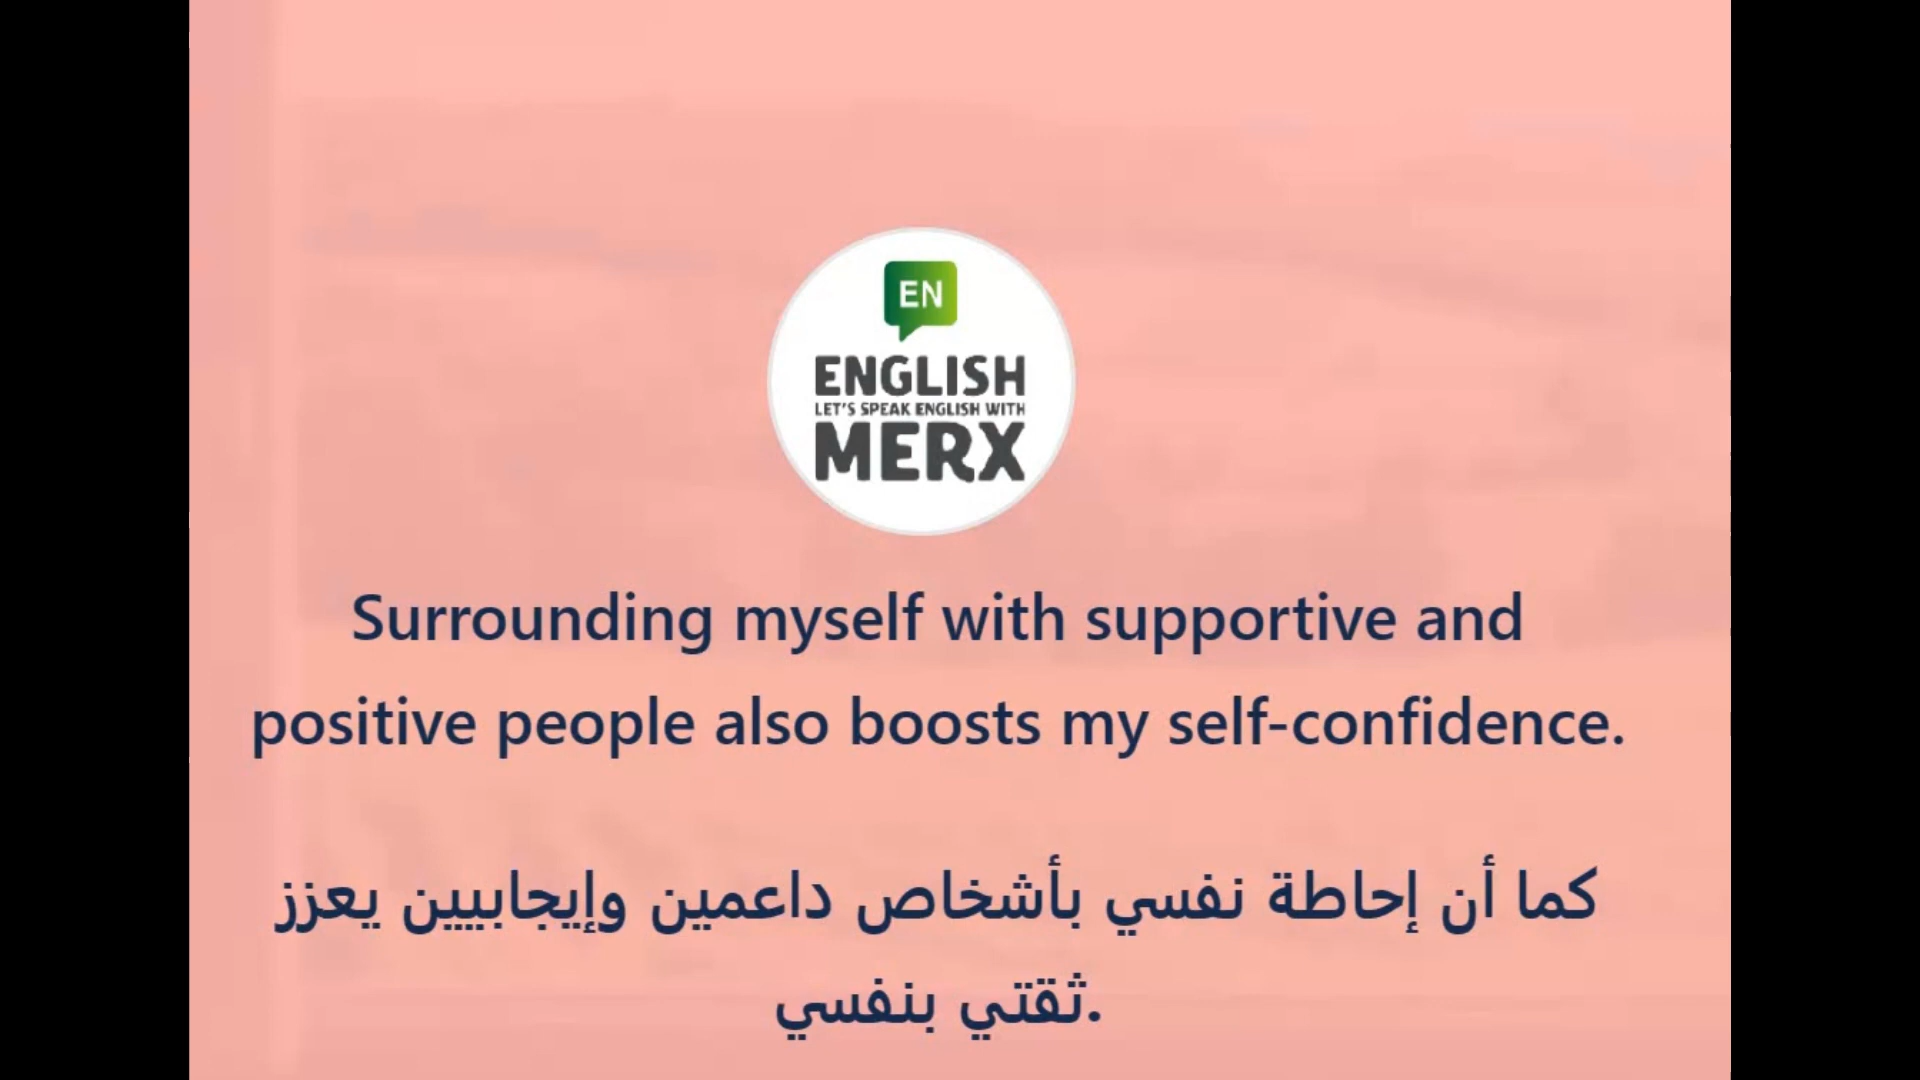 EN
ENGLISH
LET'S SPEAK ENGLISH WITH
MERX
Surrounding myself with supportive and
positive people also boosts my self-confidence.
كما أن إحاطة نفسي بأشخاص داعمين وإيجابيين يعزز
ثقتي بنفسي.